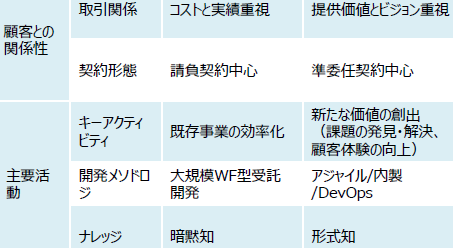 取引関係
コストと実績重視
提供価値とビジョン重視
顧客との
関係性
契約形態
請負契約中心
準委任契約中心
キーアクティ
ビティ
既存事業の効率化
新たな価値の創出
（課題の発見・解決、
顧客体験の向上）
主要活
動
開発メソドロ
ジ
大規模WF型受託
開発
アジャイル/内製
/DevOps
ナレッジ
暗黙知
形式知